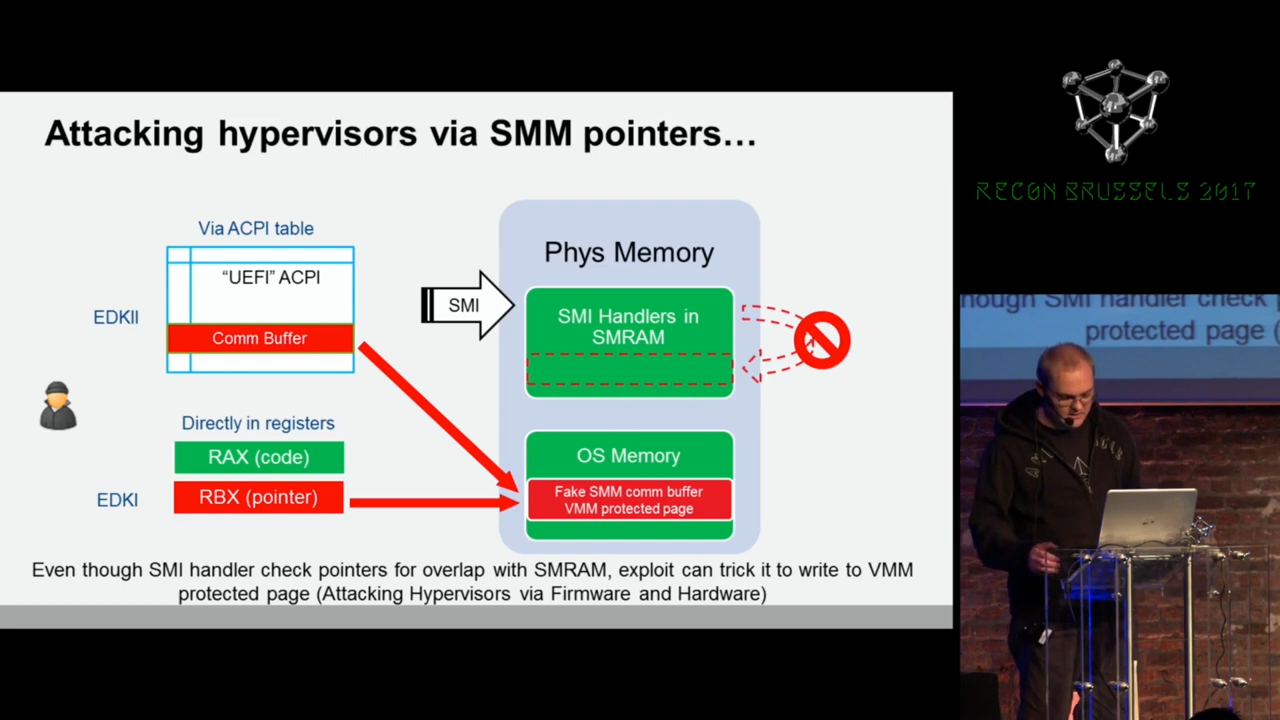 Attacking hypervisors via SMM pointers…
Via ACPI table
"UEFI" ACPI
EDKII
Comm Buffer
Directly in registers
RAX (code)
EDKI
RBX (pointer)
SMI
Phys Memory
SMI Handlers in
SMRAM
OS Memory
Fake SMM comm buffer
VMM protected page
Even though SMI handler check pointers for overlap with SMRAM, exploit can trick it to write to VMM
protected page (Attacking Hypervisors via Firmware and Hardware)
RECON BRUSSELS 2017
though SMI handler check
protected page (